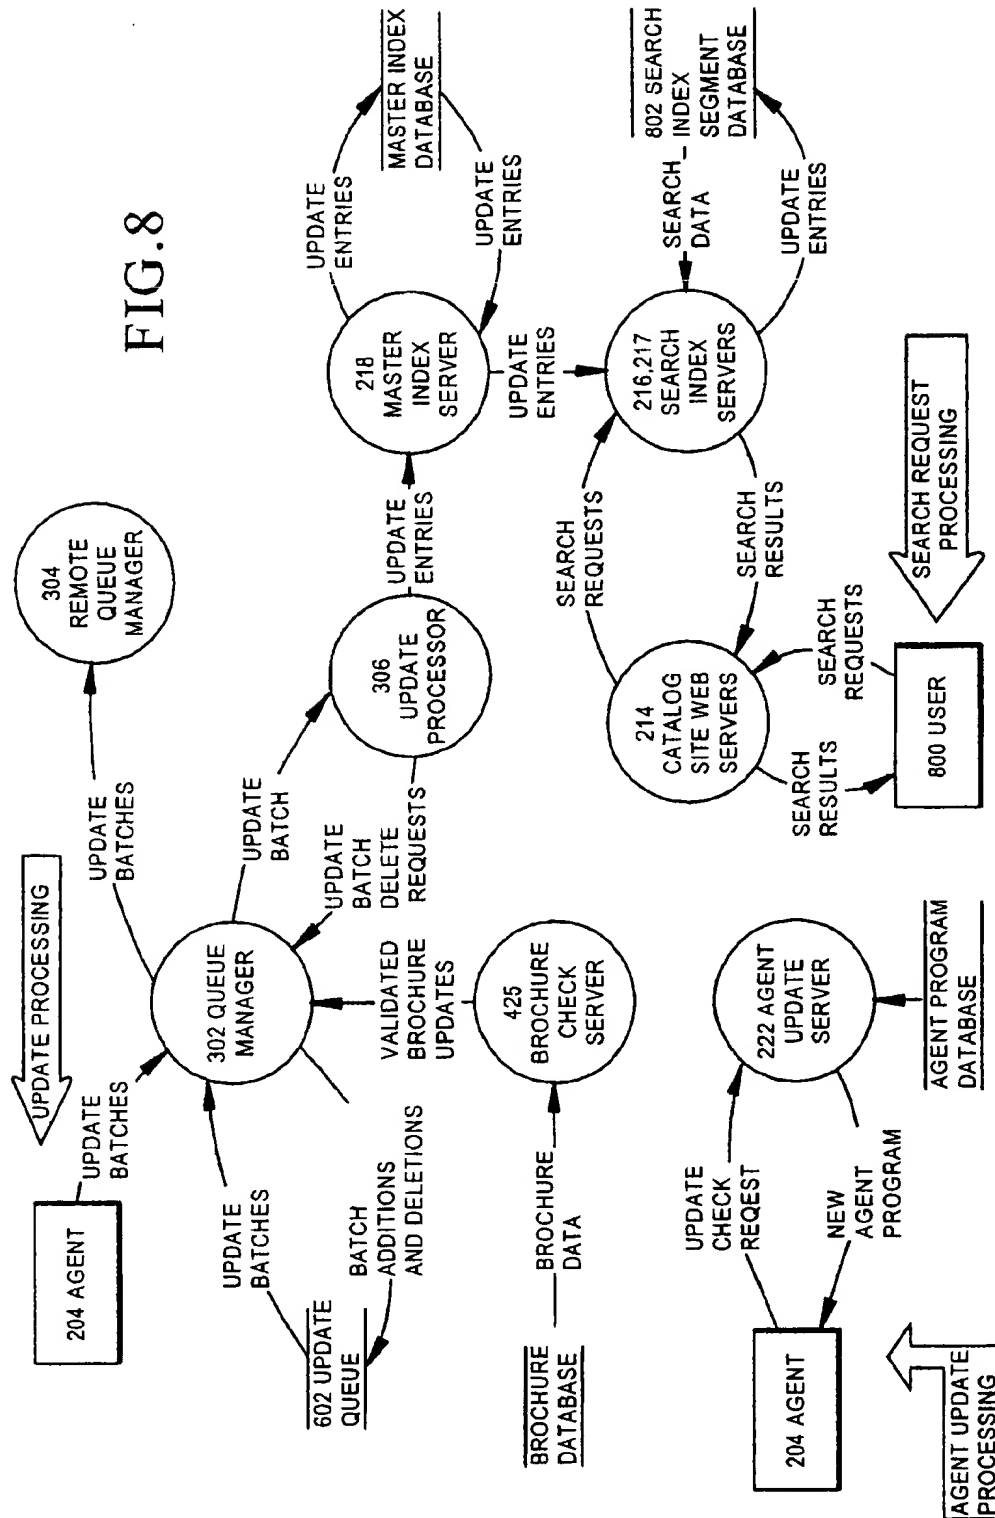 FIG.8
UPDATE PROCESSING
204 AGENT
UPDATE
BATCHES
302 QUEUE
MANAGER
UPDATE
BATCHES
304
REMOTE
QUEUE
MANAGER
UPDATE
BATCHES
BATCH
ADDITIONS
AND DELETIONS
602 UPDATE
QUEUE
UPDATE
BATCH
UPDATE
BATCH
DELETE
REQUESTS
306
UPDATE
PROCESSOR
UPDATE
ENTRIES
218
MASTER
INDEX
SERVER
UPDATE
ENTRIES
MASTER INDEX
DATABASE
UPDATE
ENTRIES
UPDATE
ENTRIES
VALIDATED
BROCHURE
UPDATES
425
BROCHURE
CHECK
SERVER
BROCHURE
DATA
BROCHURE
DATABASE
216,217
SEARCH
INDEX
SERVERS
SEARCH
DATA
802 SEARCH
INDEX
SEGMENT
DATABASE
UPDATE
ENTRIES
SEARCH
REQUESTS
SEARCH
RESULTS
214
CATALOG
SITE WEB
SERVERS
SEARCH
REQUESTS
SEARCH
RESULTS
800 USER
SEARCH REQUEST
PROCESSING
204 AGENT
UPDATE
CHECK
REQEST
NEW
AGENT
PROGRAM
222 AGENT
UPDATE
SERVER
AGENT PROGRAM
DATABASE
AGENT UPDATE
PROCESSING